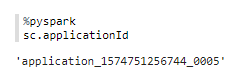 %pyspark
sc.applicationId
'application_1574751256744_0005'